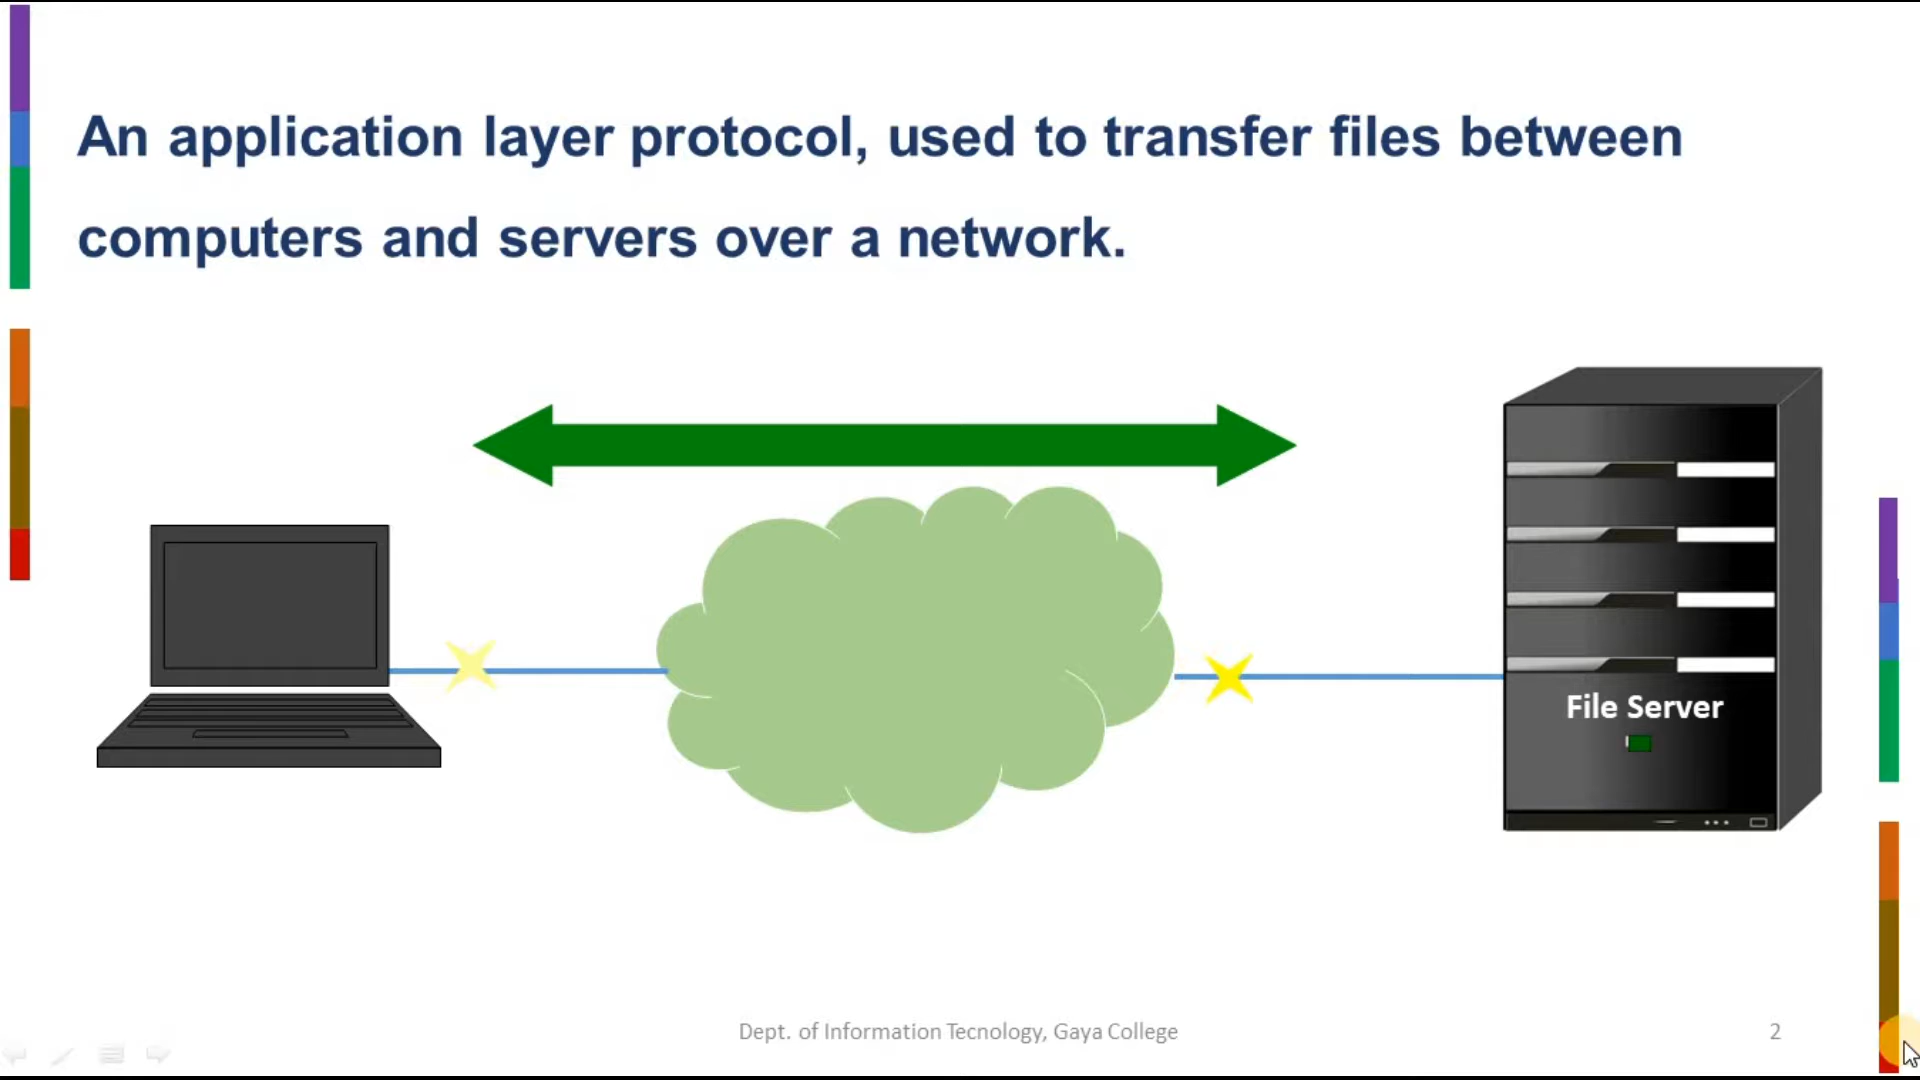 An application layer protocol, used to transfer files between
computers and servers over a network.
File Server
Dept. of Information Tecnology, Gaya College
2